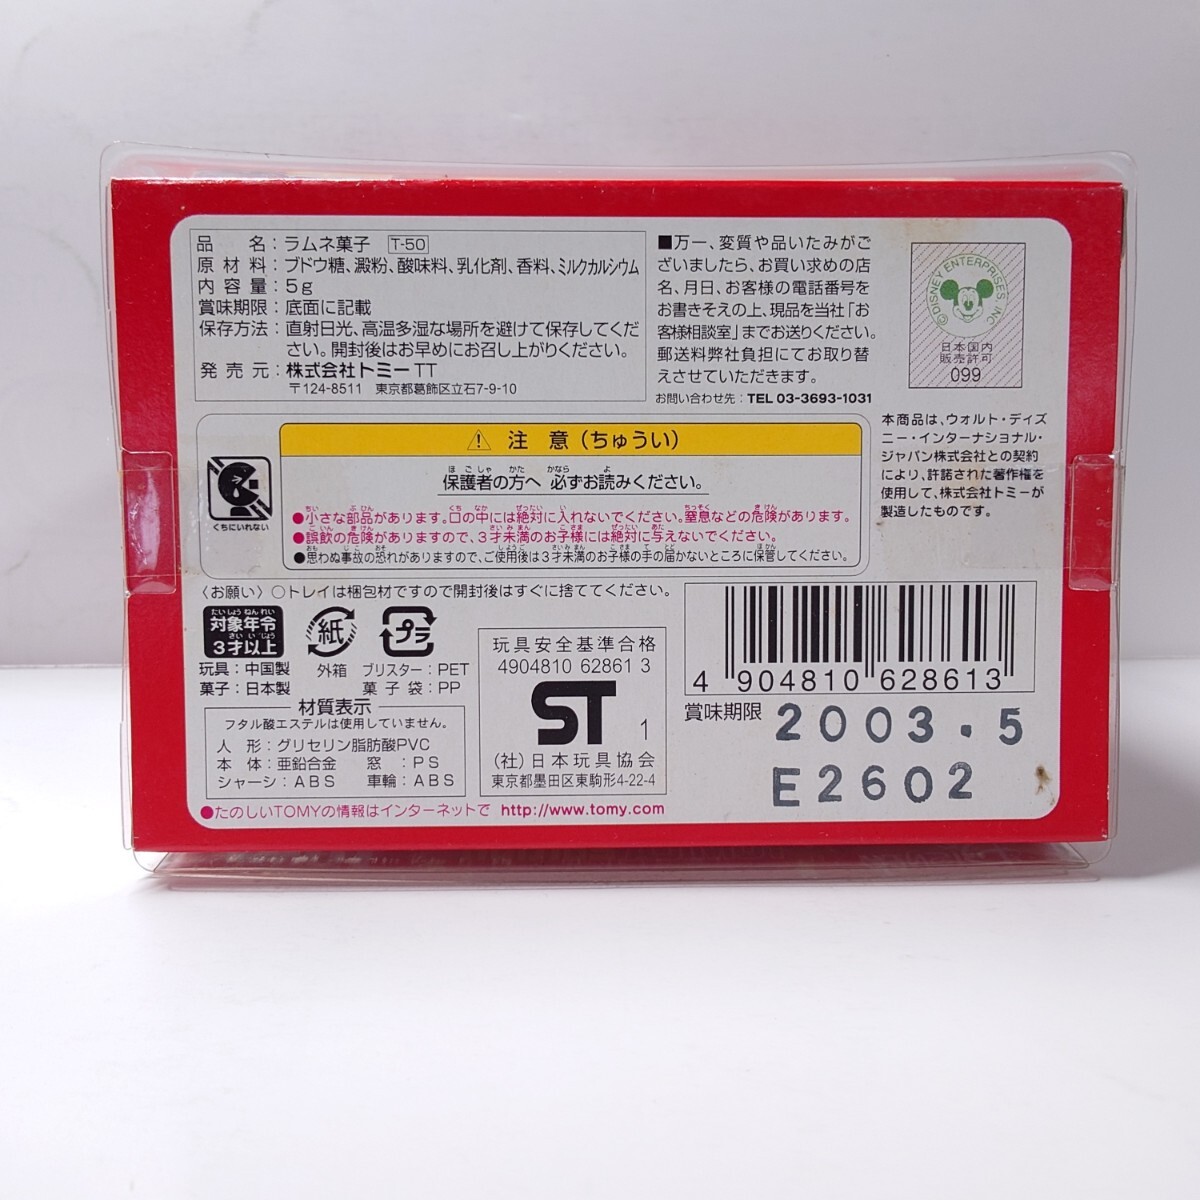 品名：ラムネ菓子 T-50
原材料：ブドウ糖、澱粉、酸味料、乳化剤、香料、ミルクカルシウム
内容量：5g
賞味期限：底面に記載
保存方法：直射日光、高温多湿な場所を避けて保存してくだ
さい。開封後はお早めにお召し上がりください。
発売元：株式会社トミーTT
〒124-8511 東京都葛飾区立石7-9-10
■万一、変質や品いたみがご
ざいましたら、お買い求めの店
名、月日、お客様の電話番号を
お書きそえの上、現品を当社「お
客様相談室」までお送りください。
郵送料弊社負担にてお取り替
えさせていただきます。
お問い合わせ先：TEL 03-3693-1031
©DISNEY ENTERPRISES, INC
日本国内
販売許可
099
本商品は、ウォルト・ディズ
ニー・インターナショナル・
ジャパン株式会社との契約
により、許諾された著作権を
使用して、株式会社トミーが
製造したものです。
くちにいれない
⚠ 注意（ちゅうい）
保護者の方へ 必ずお読みください。
●小さな部品があります。口の中には絶対に入れないでください。窒息などの危険があります。
●誤飲の危険がありますので、3才未満のお子様には絶対に与えないでください。
●思わぬ事故の恐れがありますので、ご使用後は3才未満のお子様の手の届かないところに保管してください。
〈お願い〉○トレイは梱包材ですので開封後はすぐに捨ててください。
たいしょうねんれい
対象年令
さいいじょう
3才以上
玩具：中国製
菓子：日本製
紙
外箱
プラ
ブリスター：PET
菓子袋：PP
材質表示
フタル酸エステルは使用していません。
人形：グリセリン脂肪酸PVC
本体：亜鉛合金 窓：PS
シャーシ：ABS 車輪：ABS
玩具安全基準合格
4904810 62861 3
ST 1
(社)日本玩具協会
東京都墨田区東駒形4-22-4
4 904810 628613
賞味期限 2003.5
E2602
●たのしいTOMYの情報はインターネットで http://www.tomy.com